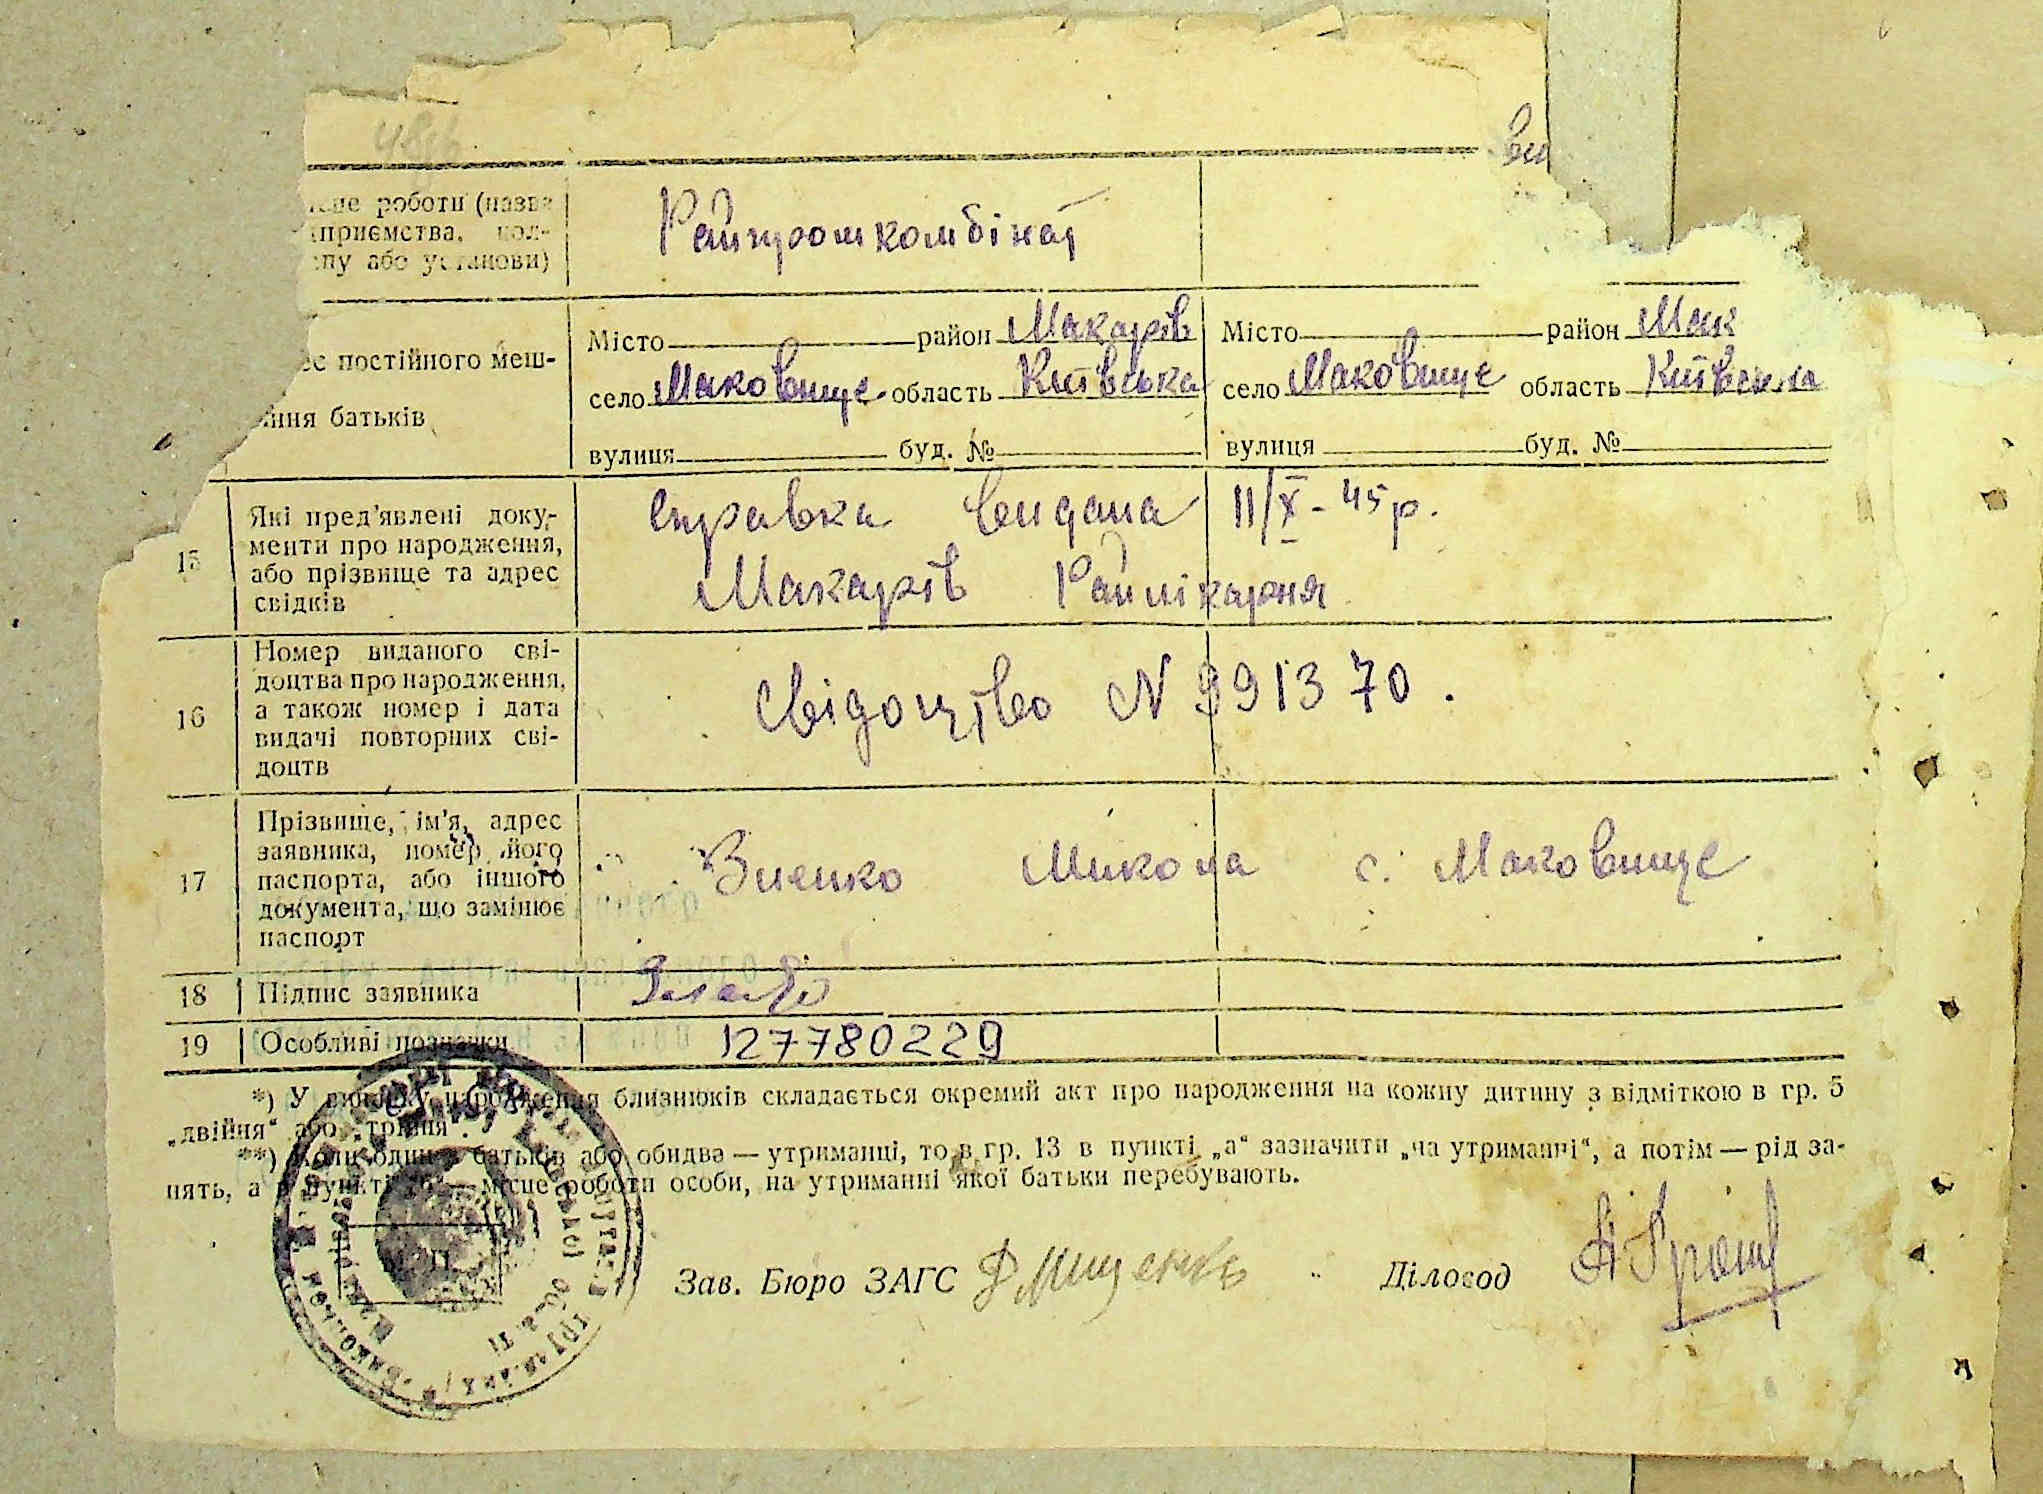 роботи (назва
приємства, кол-
або установи)
Райпромкомбінат
постійного меш-
батьків
Місто район Макарів
село Маковище область Київська
вулиця буд. №
Місто район Мак
село Маковище область Київська
вулиця буд. №
15
Які пред'явлені доку-
менти про народження,
або прізвище та адрес
свідків
Справка видана 11/X-45р.
Макарів Райлікарня
16
Номер виданого сві-
доцтва про народження,
а також номер і дата
видачі повторних сві-
доцтв
Свідоцтво N 991370.
17
Прізвище, ім'я, адрес
заявника, номер його
паспорта, або іншого
документа, що замінює
паспорт
Микола с. Маковище
18
Підпис заявника
19
Особливі позначки
127780229
*) У випадку народження близнюків складається окремий акт про народження на кожну дитину з відміткою в гр. 5
„двійня“ або „трійня“.
**) Коли один з батьків або обидва — утриманці, то в гр. 13 в пункті „а“ зазначити „на утриманні“, а потім — рід за-
нять, а в пункті місце роботи особи, на утриманні якої батьки перебувають.
Зав. Бюро ЗАГС Діловод